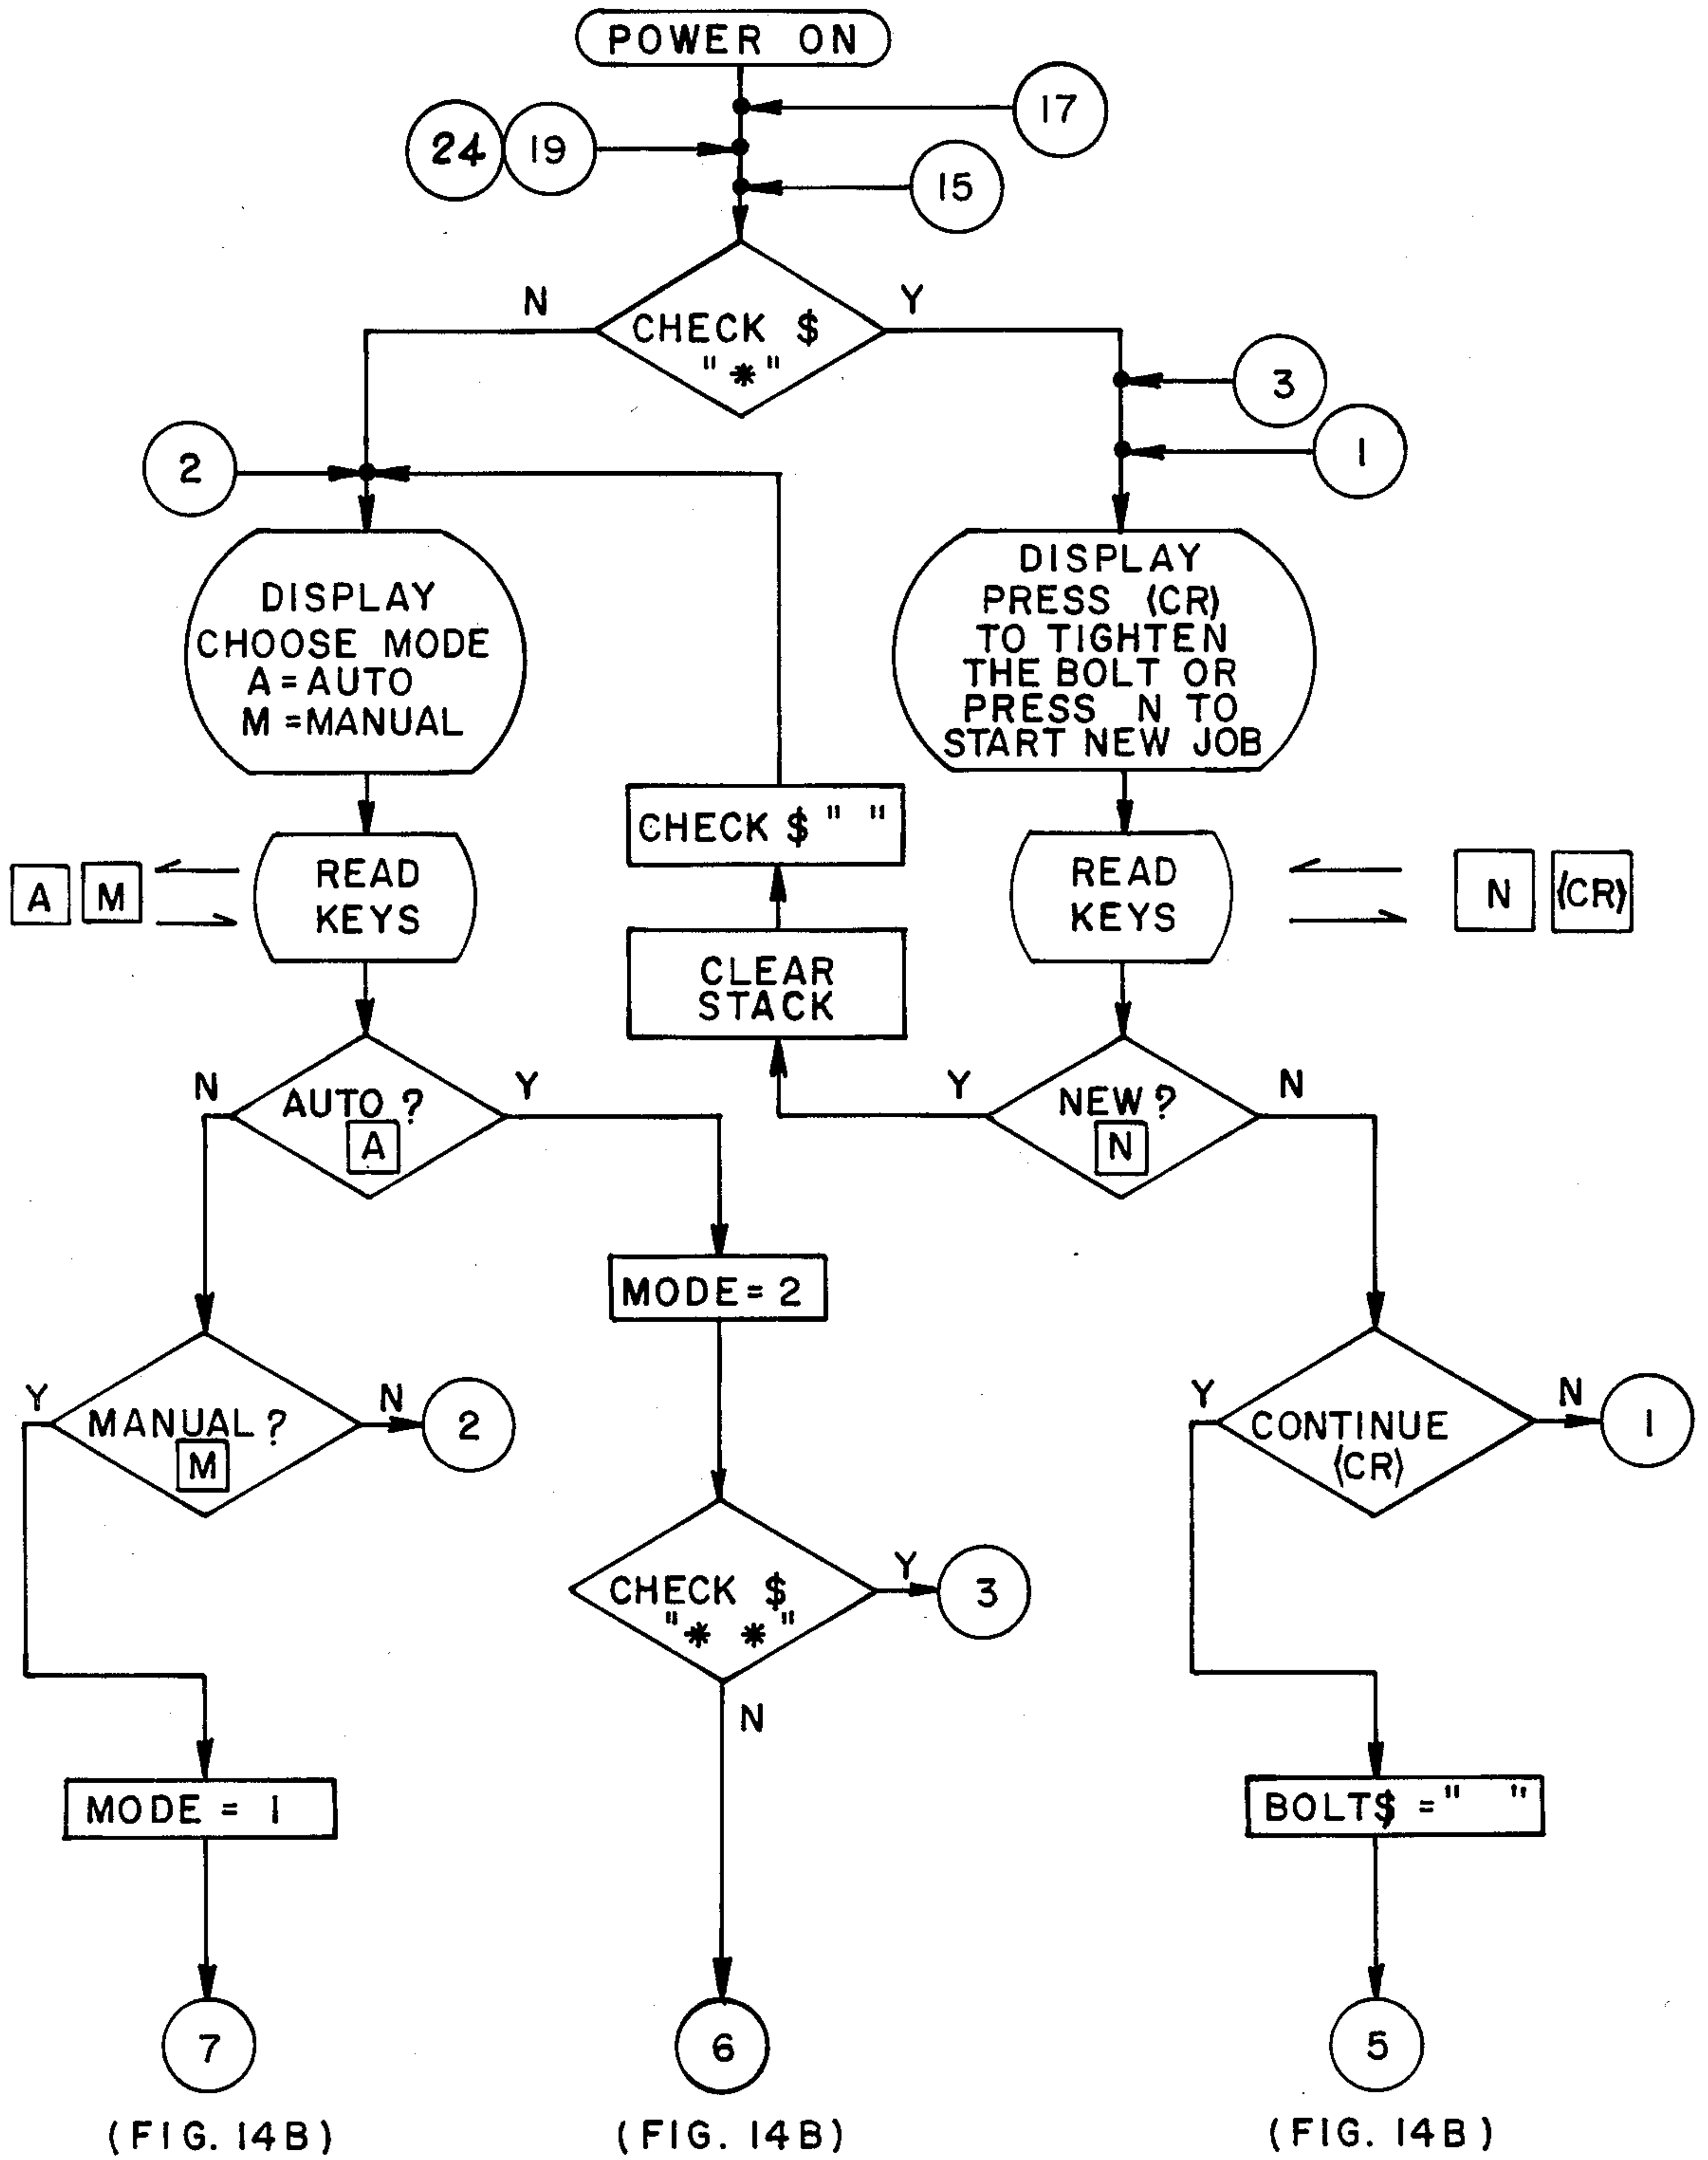 POWER ON
17
24 19
15
N Y
CHECK $
"*"
3
1
2
DISPLAY
CHOOSE MODE
A = AUTO
M = MANUAL
DISPLAY
PRESS (CR)
TO TIGHTEN
THE BOLT OR
PRESS N TO
START NEW JOB
CHECK $ " "
A M
READ
KEYS
READ
KEYS
N (CR)
CLEAR
STACK
N Y
AUTO ?
A
Y N
NEW ?
N
MODE = 2
Y N
MANUAL ?
M
2
Y N
CONTINUE
(CR)
1
CHECK $
"* *"
Y
3
N
MODE = 1
BOLT$ = " "
7
6
5
(FIG. 14B)
(FIG. 14B)
(FIG. 14B)